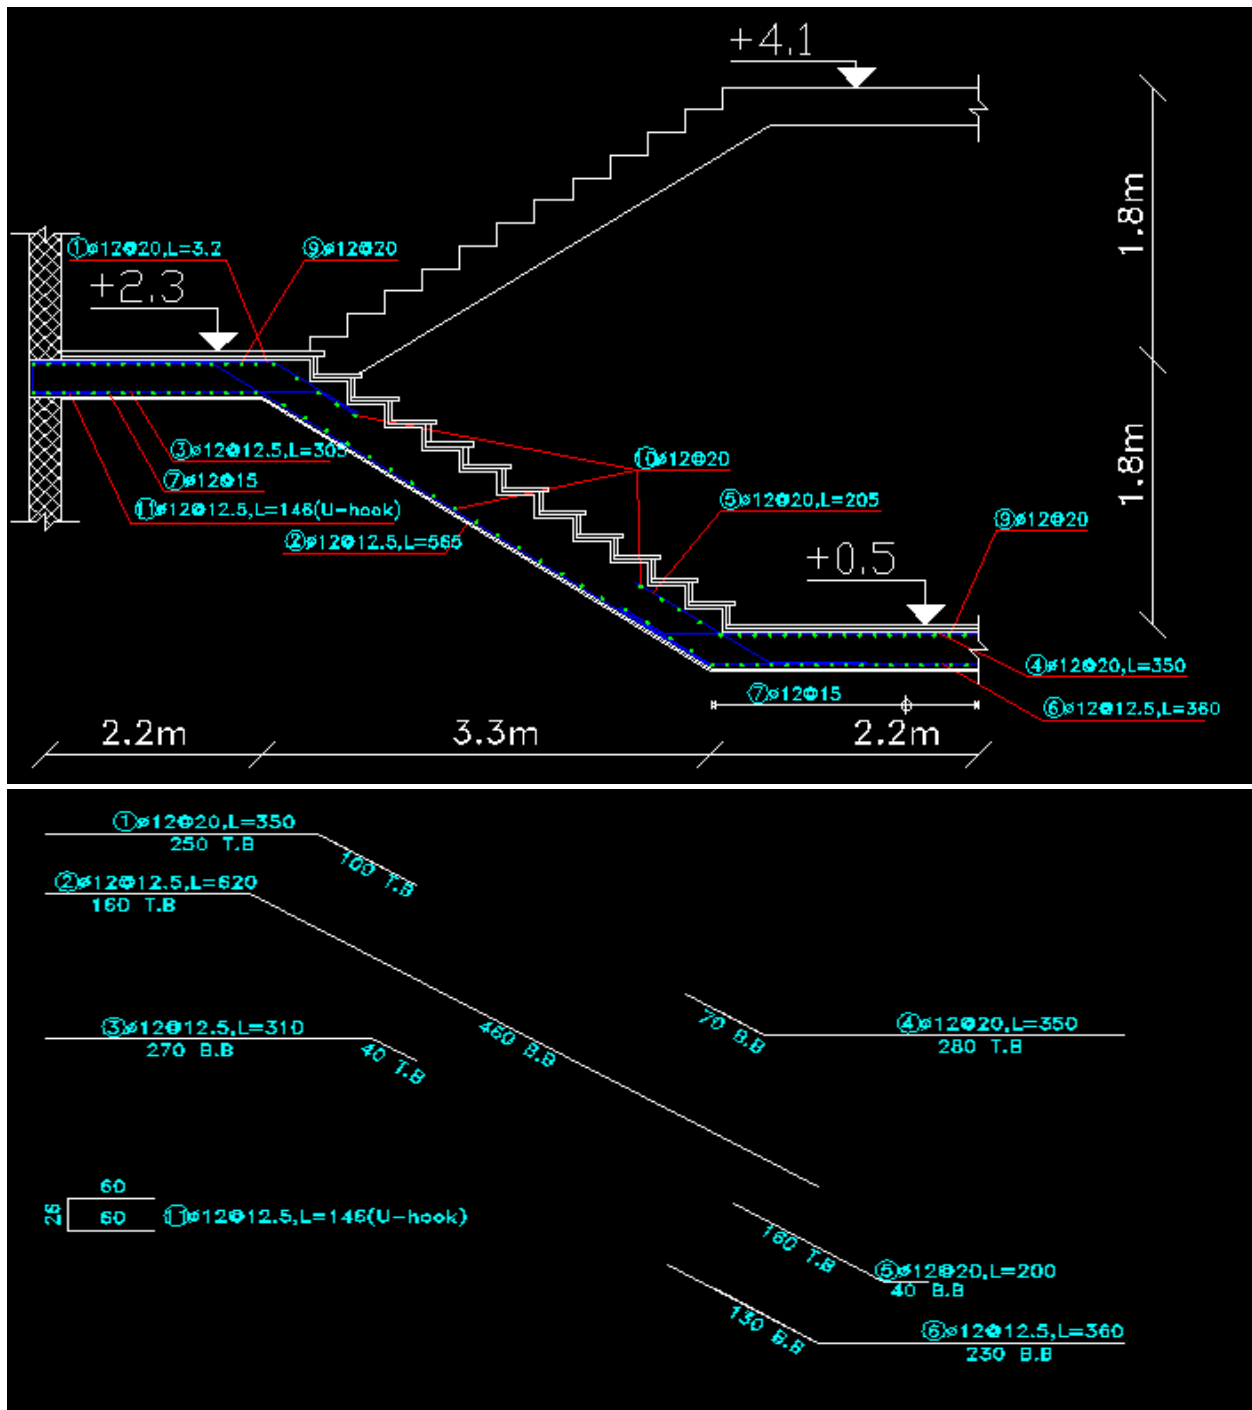 +4.1
1.8m
①ø12@20,L=3.2
⑨ø12@20
+2.3
③ø12@12.5,L=305
⑩ø12@20
1.8m
⑦ø12@15
⑤ø12@20,L=205
⑪ø12@12.5,L=146(U-hook)
⑨ø12@20
②ø12@12.5,L=565
+0.5
④ø12@20,L=350
⑦ø12@15
⑥ø12@12.5,L=360
2.2m
3.3m
2.2m
①ø12@20,L=350
250 T.B
100 T.B
②ø12@12.5,L=620
160 T.B
460 B.B
③ø12@12.5,L=310
270 B.B
40 T.B
70 B.B
④ø12@20,L=350
280 T.B
60
26
60
⑪ø12@12.5,L=146(U-hook)
160 T.B
⑤ø12@20,L=200
40 B.B
130 B.B
⑥ø12@12.5,L=360
230 B.B